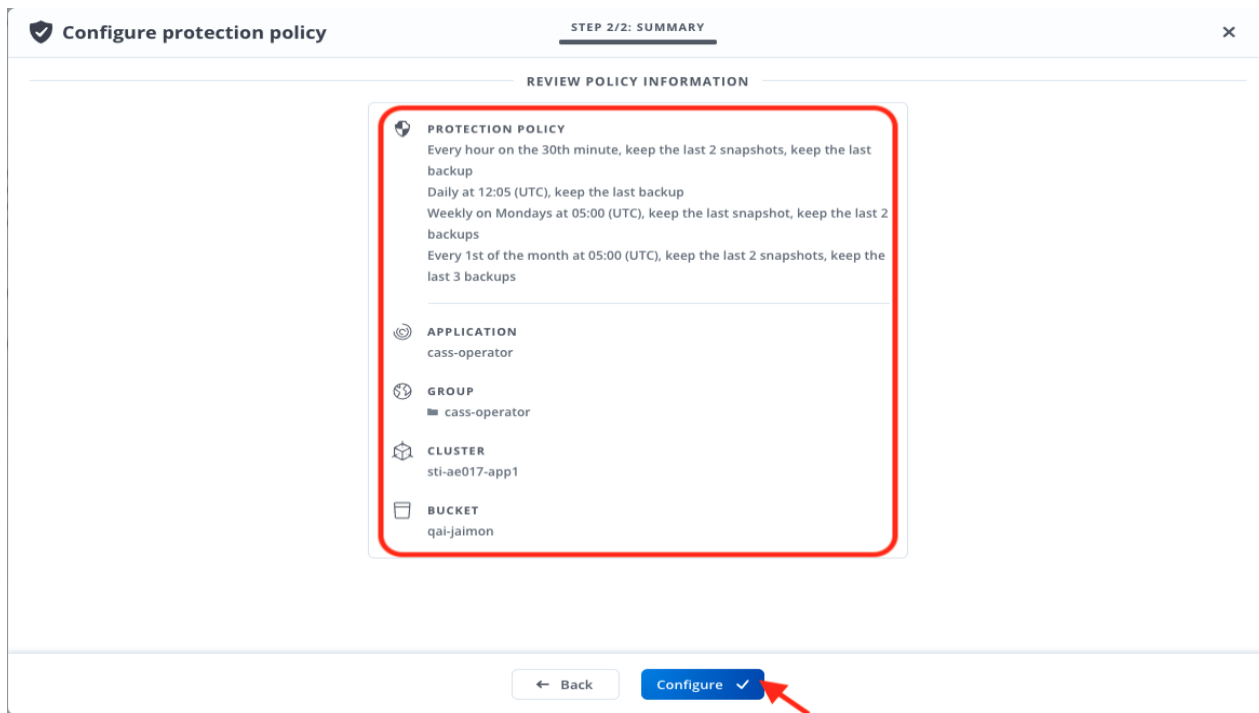 Configure protection policy
STEP 2/2: SUMMARY
REVIEW POLICY INFORMATION
PROTECTION POLICY
Every hour on the 30th minute, keep the last 2 snapshots, keep the last
backup
Daily at 12:05 (UTC), keep the last backup
Weekly on Mondays at 05:00 (UTC), keep the last snapshot, keep the last 2
backups
Every 1st of the month at 05:00 (UTC), keep the last 2 snapshots, keep the
last 3 backups
APPLICATION
cass-operator
GROUP
cass-operator
CLUSTER
sti-ae017-app1
BUCKET
qai-jaimon
Back
Configure